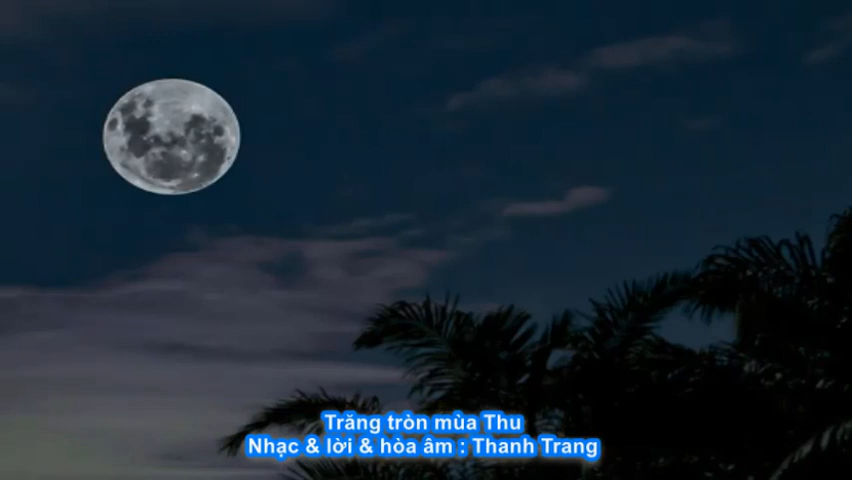 Trăng tròn mùa Thu
Nhạc & lời & hòa âm : Thanh Trang